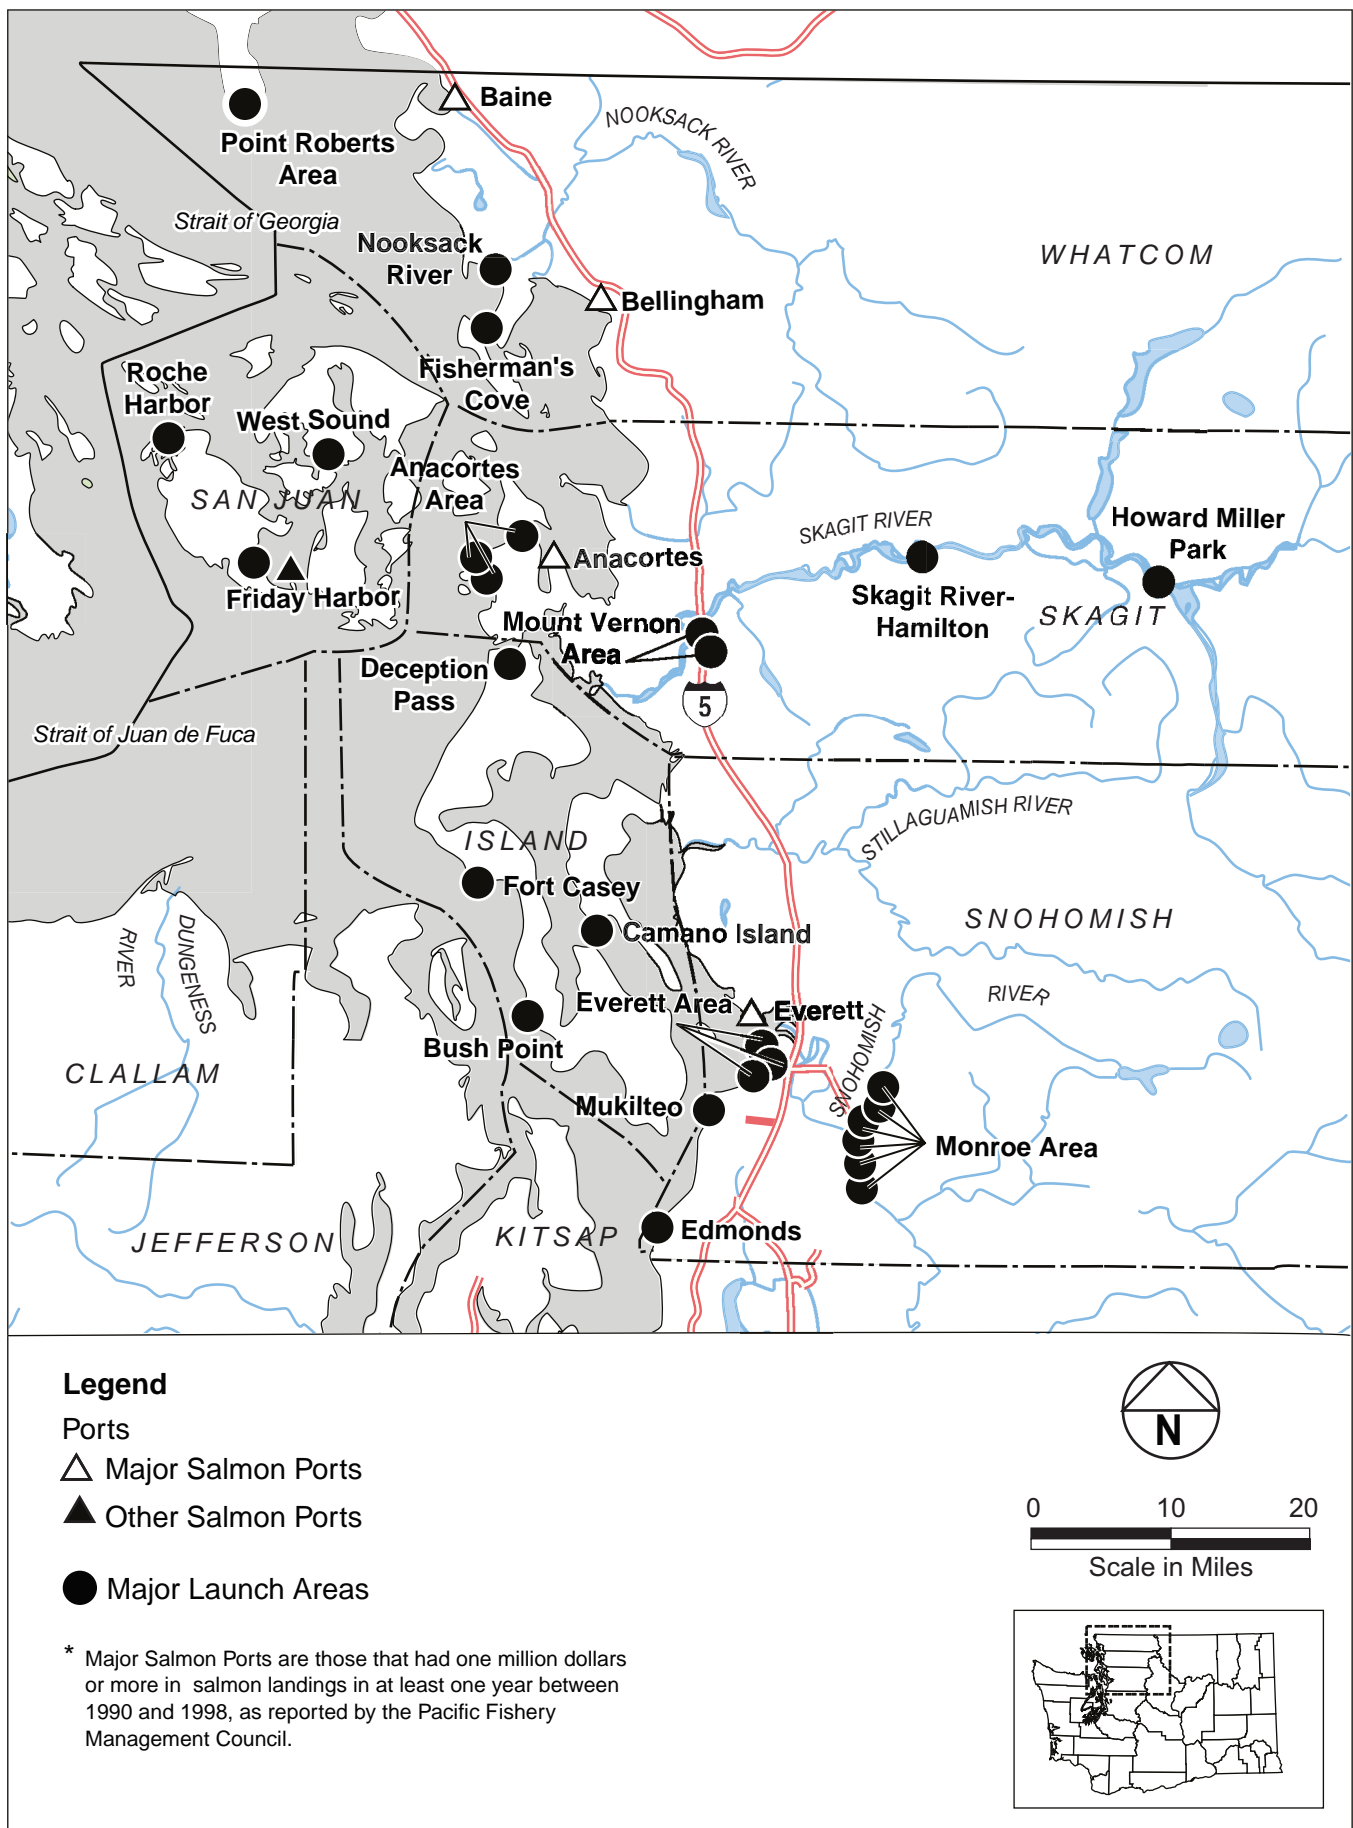 Baine
NOOKSACK RIVER
Point Roberts
Area
Strait of Georgia
Nooksack
River
WHATCOM
Bellingham
Roche
Harbor
Fisherman's
Cove
West Sound
Anacortes
Area
SAN JUAN
SKAGIT RIVER
Howard Miller
Park
Anacortes
Friday Harbor
Skagit River-
Hamilton
SKAGIT
Mount Vernon
Area
Deception
Pass
5
Strait of Juan de Fuca
STILLAGUAMISH RIVER
ISLAND
Fort Casey
SNOHOMISH
Camano Island
DUNGENESS
RIVER
RIVER
SNOHOMISH
Everett Area
Everett
Bush Point
CLALLAM
Mukilteo
Monroe Area
JEFFERSON
KITSAP
Edmonds
Legend
Ports
Major Salmon Ports
Other Salmon Ports
Major Launch Areas
* Major Salmon Ports are those that had one million dollars
or more in salmon landings in at least one year between
1990 and 1998, as reported by the Pacific Fishery
Management Council.
N
0 10 20
Scale in Miles